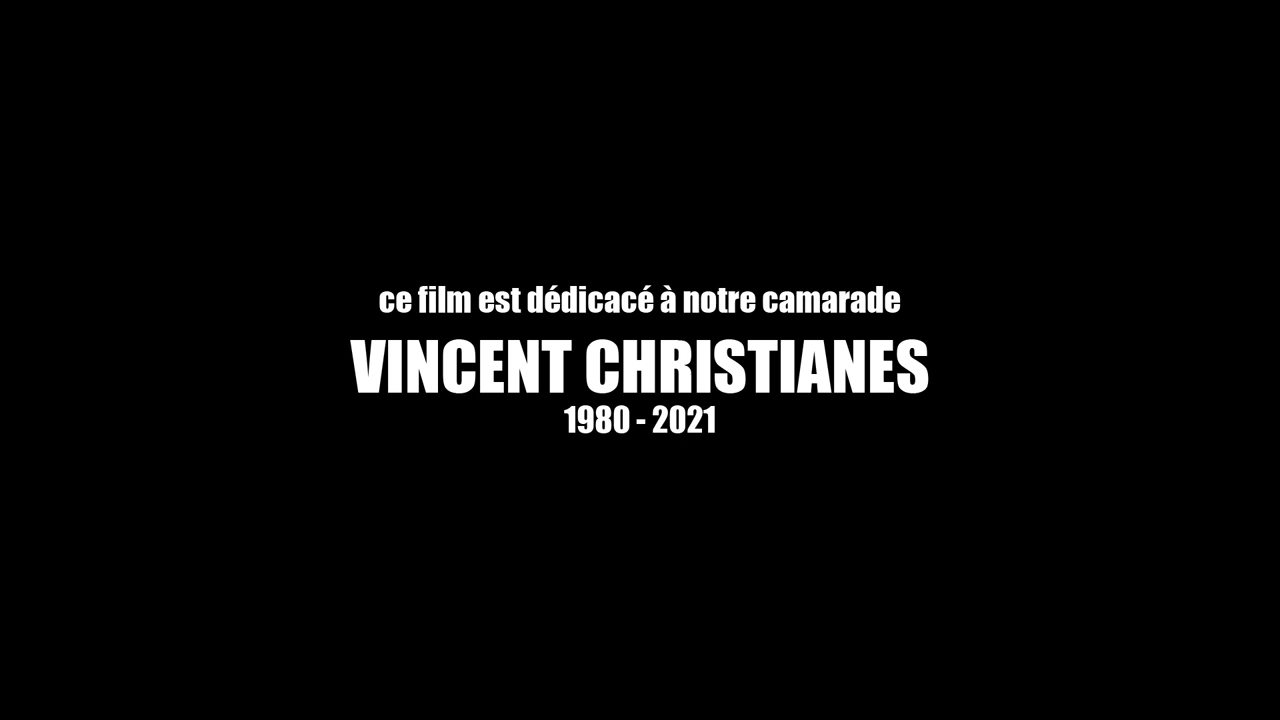 ce film est dédicacé à notre camarade
VINCENT CHRISTIANES
1980 - 2021